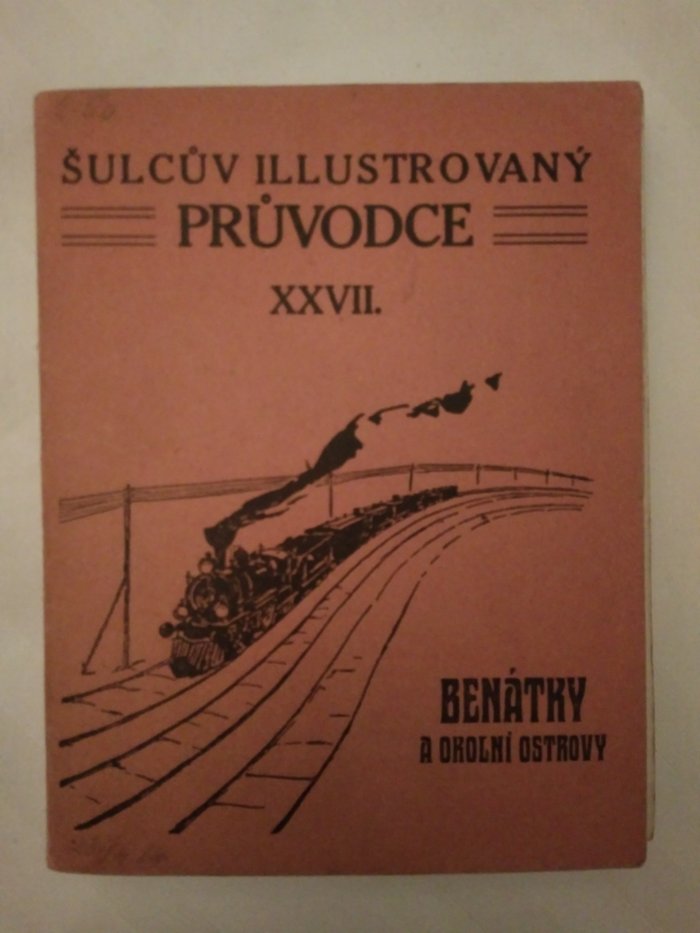 ŠULCŮV ILLUSTROVANÝ
PRŮVODCE
XXVII.
BENÁTKY
A OKOLNÍ OSTROVY